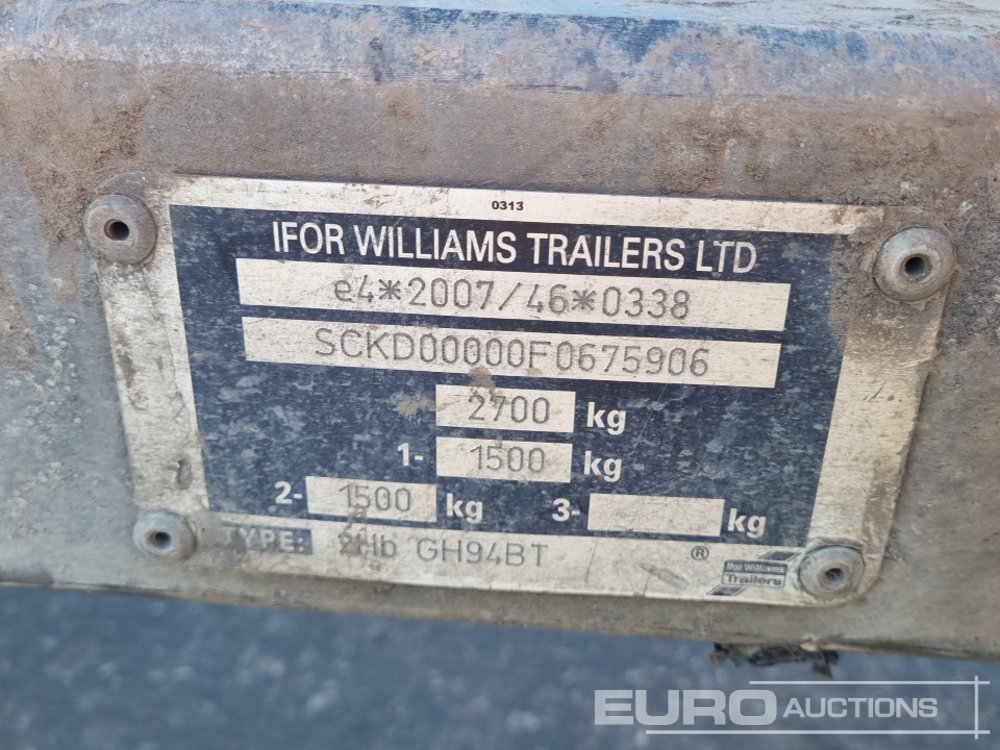 0313
IFOR WILLIAMS TRAILERS LTD
e4*2007/46*0338
SCKD00000F0675906
2700 kg
1- 1500 kg
2- 1500 kg 3- kg
TYPE: 2Hb GH94BT ®
Ifor Williams
Trailers
EURO AUCTIONS